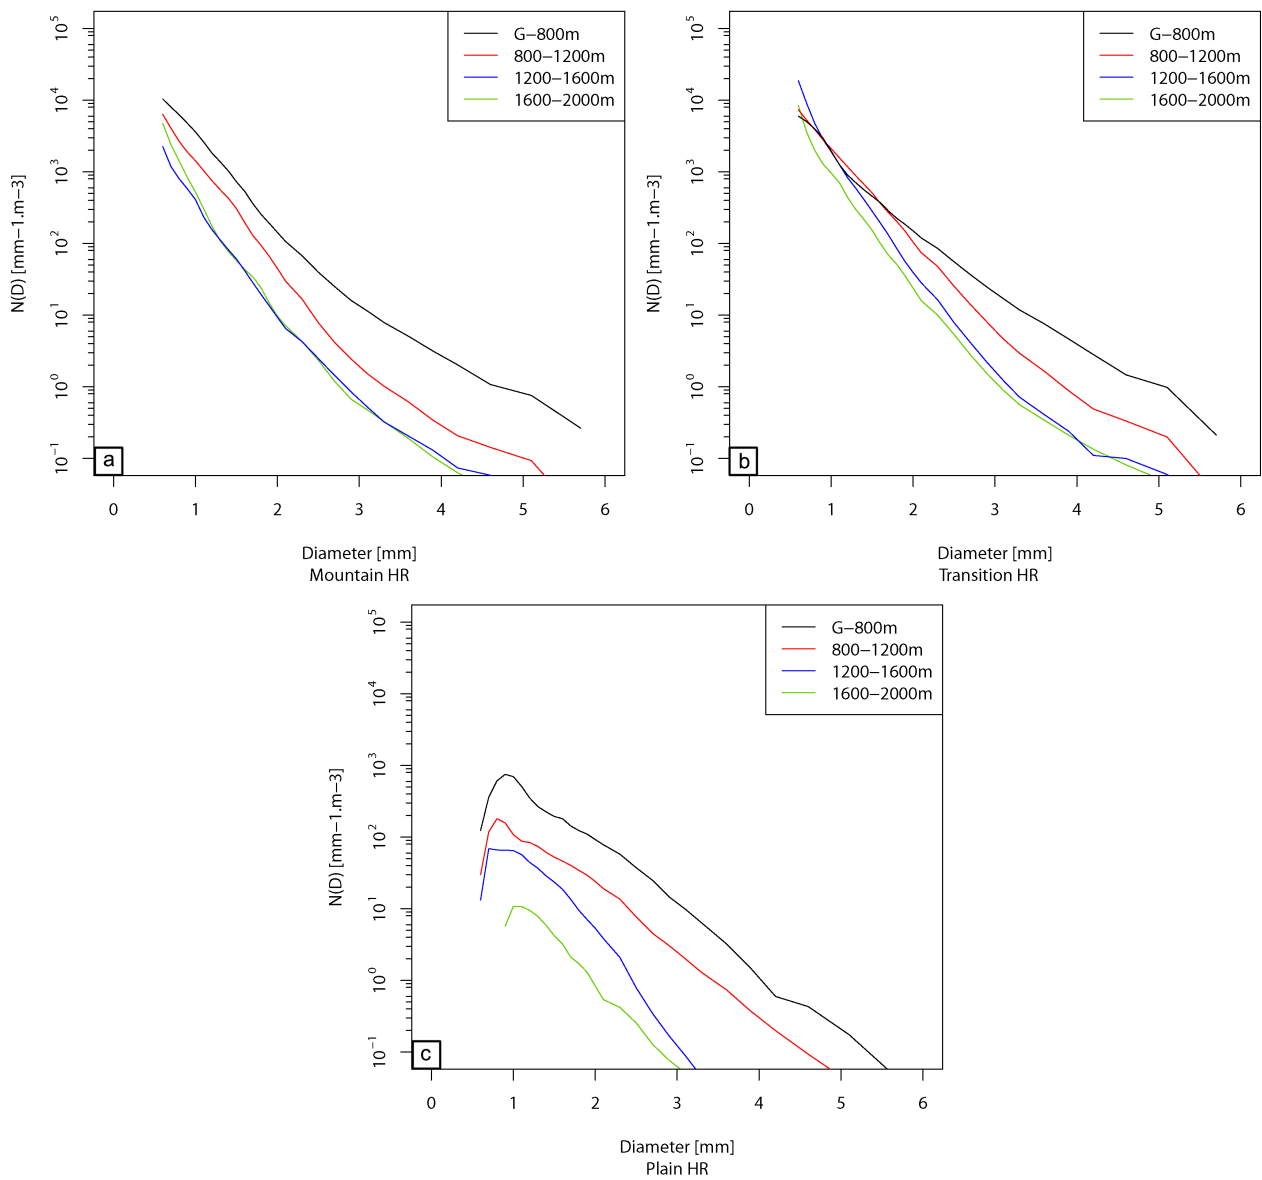 N(D) [mm−1.m−3]
10^5
10^4
10^3
10^2
10^1
10^0
10^−1
G−800m
800−1200m
1200−1600m
1600−2000m
a
0 1 2 3 4 5 6
Diameter [mm]
Mountain HR
N(D) [mm−1.m−3]
10^5
10^4
10^3
10^2
10^1
10^0
10^−1
G−800m
800−1200m
1200−1600m
1600−2000m
b
0 1 2 3 4 5 6
Diameter [mm]
Transition HR
N(D) [mm−1.m−3]
10^5
10^4
10^3
10^2
10^1
10^0
10^−1
G−800m
800−1200m
1200−1600m
1600−2000m
c
0 1 2 3 4 5 6
Diameter [mm]
Plain HR